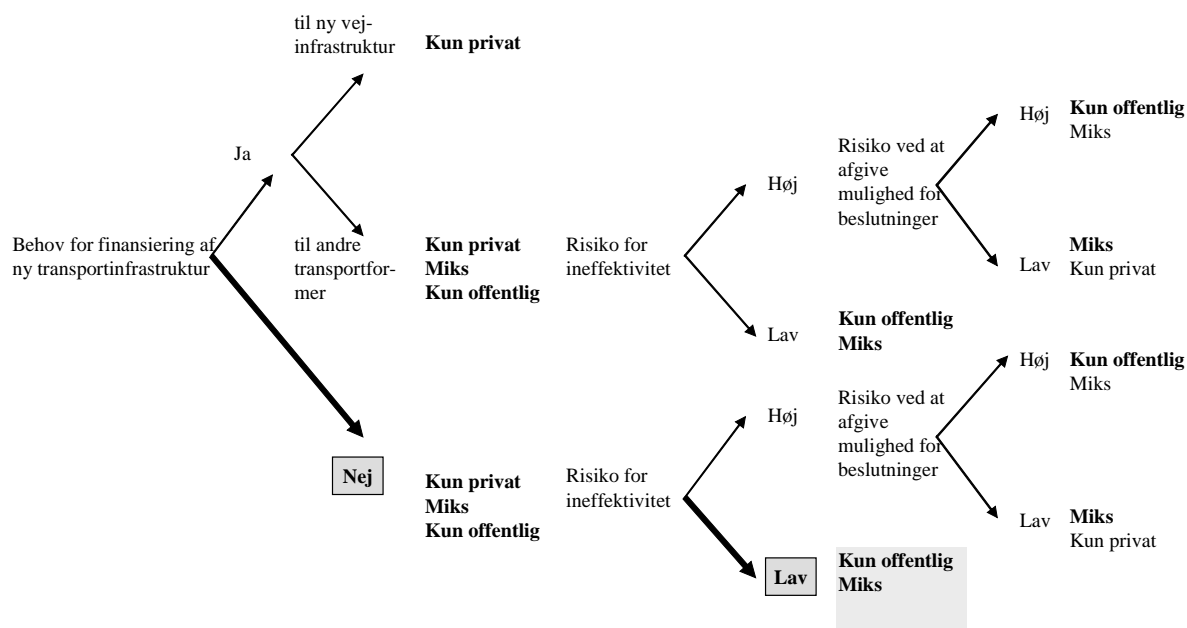 til ny vej-
infrastruktur
Kun privat
Ja
Behov for finansiering af
ny transportinfrastruktur
til andre
transportfor-
mer
Kun privat
Miks
Kun offentlig
Risiko for
ineffektivitet
Høj
Risiko ved at
afgive
mulighed for
beslutninger
Høj
Kun offentlig
Miks
Lav
Miks
Kun privat
Lav
Kun offentlig
Miks
Nej
Kun privat
Miks
Kun offentlig
Risiko for
ineffektivitet
Høj
Risiko ved at
afgive
mulighed for
beslutninger
Høj
Kun offentlig
Miks
Lav
Miks
Kun privat
Lav
Kun offentlig
Miks